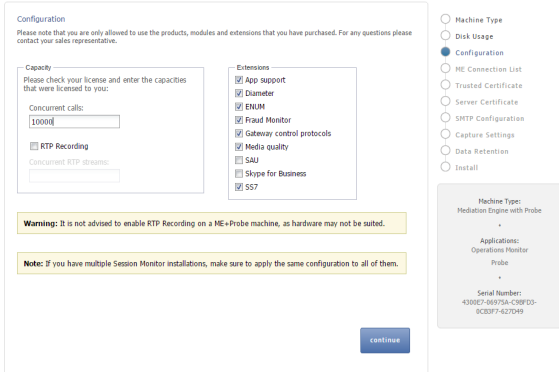 Configuration
Please note that you are only allowed to use the products, modules and extensions that you have purchased. For any questions please
contact your sales representative.
Capacity
Please check your license and enter the capacities
that were licensed to you:
Concurrent calls:
10000
RTP Recording
Concurrent RTP streams:
Extensions
App support
Diameter
ENUM
Fraud Monitor
Gateway control protocols
Media quality
SAU
Skype for Business
SS7
Warning: It is not advised to enable RTP Recording on a ME+Probe machine, as hardware may not be suited.
Note: If you have multiple Session Monitor installations, make sure to apply the same configuration to all of them.
continue
Machine Type
Disk Usage
Configuration
ME Connection List
Trusted Certificate
Server Certificate
SMTP Configuration
Capture Settings
Data Retention
Install
Machine Type:
Mediation Engine with Probe
Applications:
Operations Monitor
Probe
Serial Number:
4300E7-06975A-C9BFD3-
0CB3F7-627D49